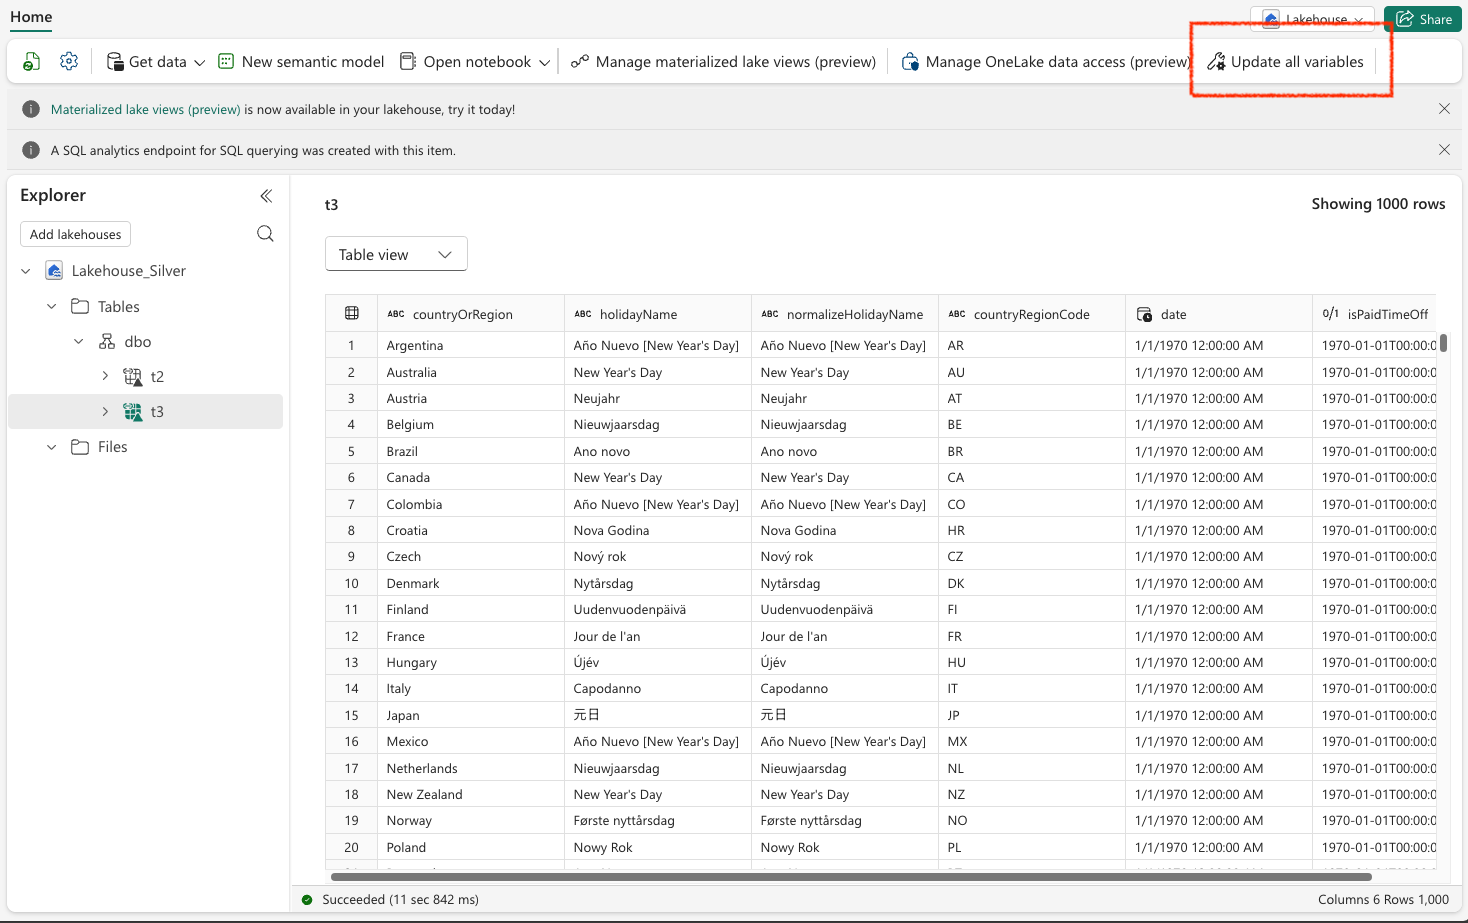 Home
Lakehouse
Share
Get data
New semantic model
Open notebook
Manage materialized lake views (preview)
Manage OneLake data access (preview)
Update all variables
Materialized lake views (preview) is now available in your lakehouse, try it today!
A SQL analytics endpoint for SQL querying was created with this item.
Explorer
Add lakehouses
Lakehouse_Silver
Tables
dbo
t2
t3
Files
t3
Showing 1000 rows
Table view
ABC countryOrRegion ABC holidayName ABC normalizeHolidayName ABC countryRegionCode date 0/1 isPaidTimeOff
1 Argentina Año Nuevo [New Year's Day] Año Nuevo [New Year's Day] AR 1/1/1970 12:00:00 AM 1970-01-01T00:00:0
2 Australia New Year's Day New Year's Day AU 1/1/1970 12:00:00 AM 1970-01-01T00:00:0
3 Austria Neujahr Neujahr AT 1/1/1970 12:00:00 AM 1970-01-01T00:00:0
4 Belgium Nieuwjaarsdag Nieuwjaarsdag BE 1/1/1970 12:00:00 AM 1970-01-01T00:00:0
5 Brazil Ano novo Ano novo BR 1/1/1970 12:00:00 AM 1970-01-01T00:00:0
6 Canada New Year's Day New Year's Day CA 1/1/1970 12:00:00 AM 1970-01-01T00:00:0
7 Colombia Año Nuevo [New Year's Day] Año Nuevo [New Year's Day] CO 1/1/1970 12:00:00 AM 1970-01-01T00:00:0
8 Croatia Nova Godina Nova Godina HR 1/1/1970 12:00:00 AM 1970-01-01T00:00:0
9 Czech Nový rok Nový rok CZ 1/1/1970 12:00:00 AM 1970-01-01T00:00:0
10 Denmark Nytårsdag Nytårsdag DK 1/1/1970 12:00:00 AM 1970-01-01T00:00:0
11 Finland Uudenvuodenpäivä Uudenvuodenpäivä FI 1/1/1970 12:00:00 AM 1970-01-01T00:00:0
12 France Jour de l'an Jour de l'an FR 1/1/1970 12:00:00 AM 1970-01-01T00:00:0
13 Hungary Újév Újév HU 1/1/1970 12:00:00 AM 1970-01-01T00:00:0
14 Italy Capodanno Capodanno IT 1/1/1970 12:00:00 AM 1970-01-01T00:00:0
15 Japan 元日 元日 JP 1/1/1970 12:00:00 AM 1970-01-01T00:00:0
16 Mexico Año Nuevo [New Year's Day] Año Nuevo [New Year's Day] MX 1/1/1970 12:00:00 AM 1970-01-01T00:00:0
17 Netherlands Nieuwjaarsdag Nieuwjaarsdag NL 1/1/1970 12:00:00 AM 1970-01-01T00:00:0
18 New Zealand New Year's Day New Year's Day NZ 1/1/1970 12:00:00 AM 1970-01-01T00:00:0
19 Norway Første nyttårsdag Første nyttårsdag NO 1/1/1970 12:00:00 AM 1970-01-01T00:00:0
20 Poland Nowy Rok Nowy Rok PL 1/1/1970 12:00:00 AM 1970-01-01T00:00:0
Succeeded (11 sec 842 ms)
Columns 6 Rows 1,000